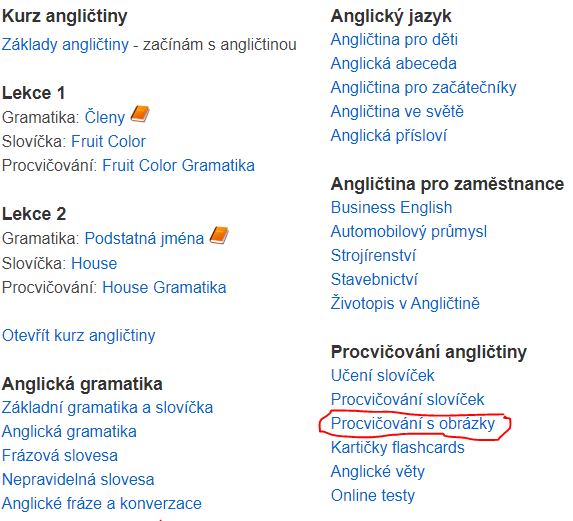 Kurz angličtiny
Základy angličtiny - začínám s angličtinou
Lekce 1
Gramatika: Členy
Slovíčka: Fruit Color
Procvičování: Fruit Color Gramatika
Lekce 2
Gramatika: Podstatná jména
Slovíčka: House
Procvičování: House Gramatika
Otevřít kurz angličtiny
Anglická gramatika
Základní gramatika a slovíčka
Anglická gramatika
Frázová slovesa
Nepravidelná slovesa
Anglické fráze a konverzace
Anglický jazyk
Angličtina pro děti
Anglická abeceda
Angličtina pro začátečníky
Angličtina ve světě
Anglická přísloví
Angličtina pro zaměstnance
Business English
Automobilový průmysl
Strojírenství
Stavebnictví
Životopis v Angličtině
Procvičování angličtiny
Učení slovíček
Procvičování slovíček
Procvičování s obrázky
Kartičky flashcards
Anglické věty
Online testy